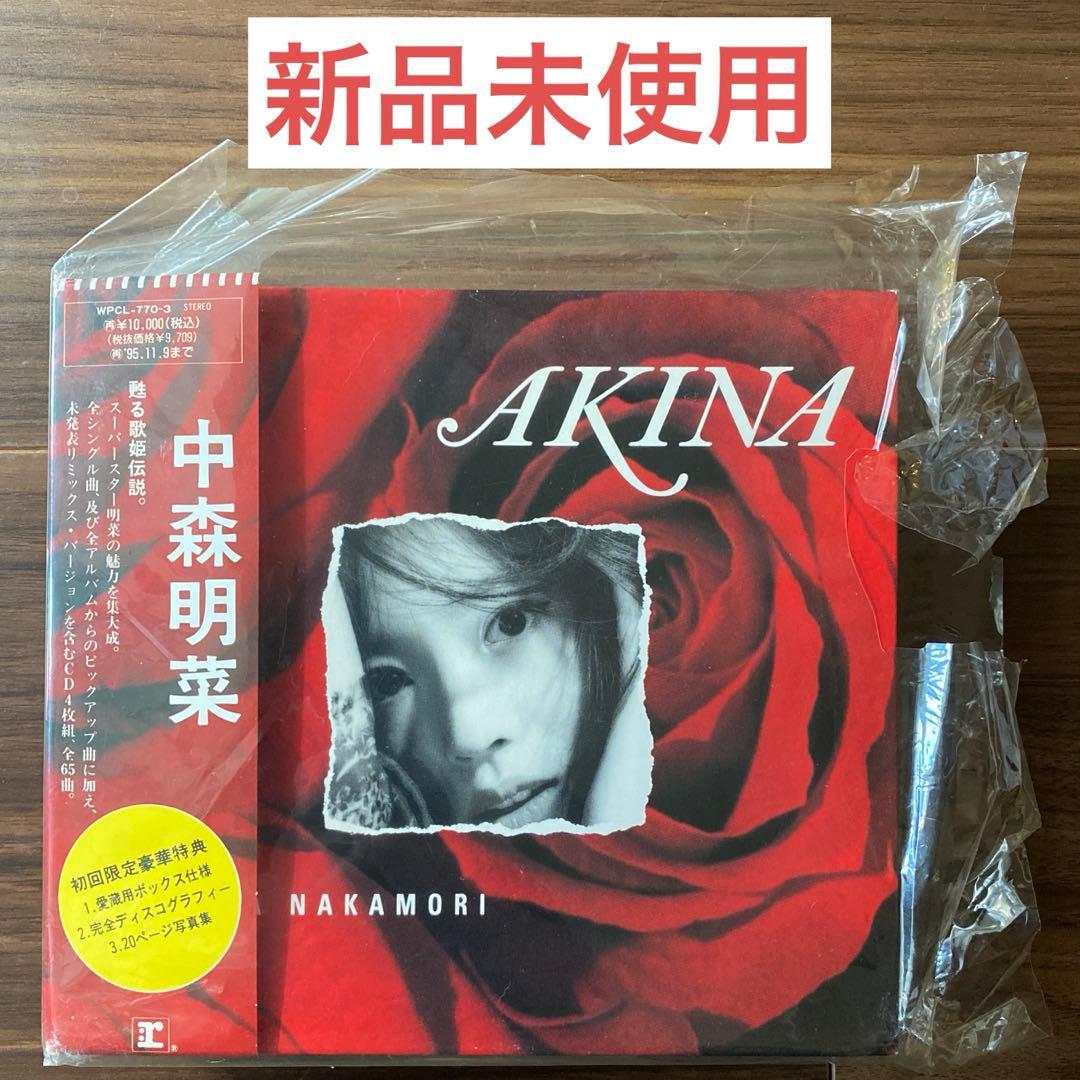 新品未使用
WPCL-770-3 STEREO
再¥10,000(税込)
(税抜価格¥9,709)
再'95.11.9まで
中森明菜
甦る歌姫伝説。
スーパースター明菜の魅力を集大成。
全シングル曲、及び全アルバムからのピックアップ曲に加え、
未発表リミックス・バージョンを含むCD4枚組、全65曲。
AKINA
NAKAMORI
初回限定豪華特典
1.愛蔵用ボックス仕様
2.完全ディスコグラフィー
3.20ページ写真集
r®